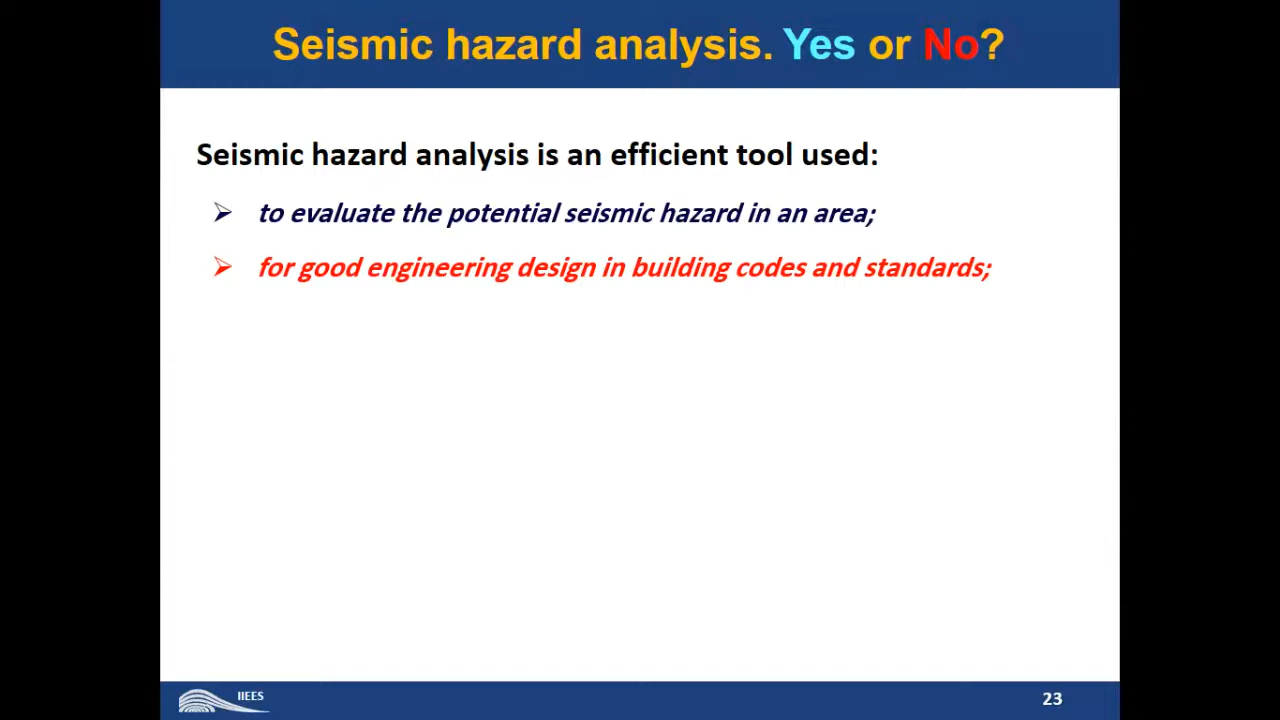 Seismic hazard analysis. Yes or No?
Seismic hazard analysis is an efficient tool used:
to evaluate the potential seismic hazard in an area;
for good engineering design in building codes and standards;
IIEES
23